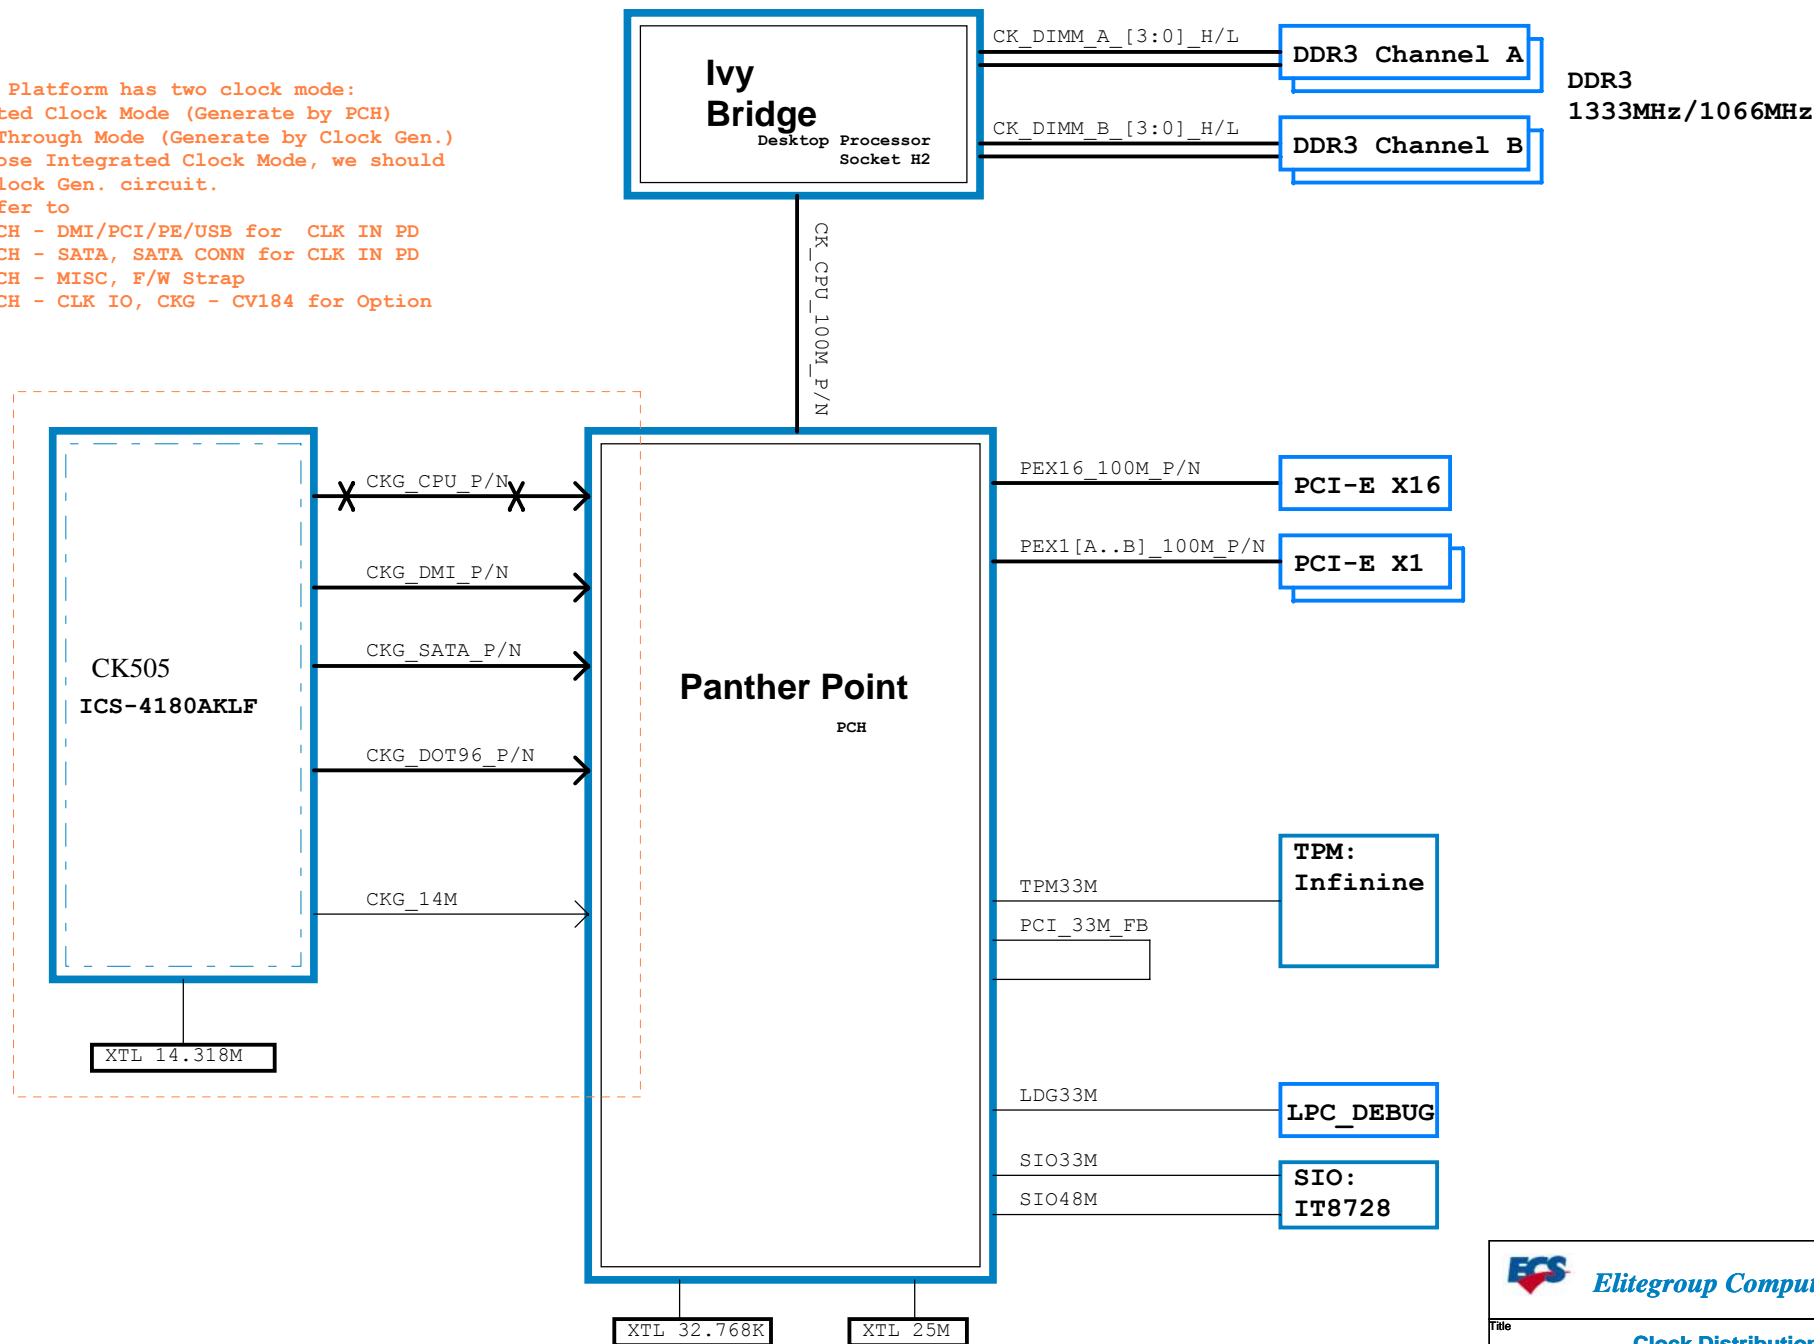 Platform has two clock mode:
ted Clock Mode (Generate by PCH)
Through Mode (Generate by Clock Gen.)
ose Integrated Clock Mode, we should
lock Gen. circuit.
fer to
CH - DMI/PCI/PE/USB for  CLK IN PD
CH - SATA, SATA CONN for CLK IN PD
CH - MISC, F/W Strap
CH - CLK IO, CKG - CV184 for Option
Ivy
Bridge
Desktop Processor
Socket H2
CK_DIMM_A_[3:0]_H/L
DDR3 Channel A
CK_DIMM_B_[3:0]_H/L
DDR3 Channel B
DDR3
1333MHz/1066MHz
CK_CPU_100M_P/N
CK505
ICS-4180AKLF
CKG_CPU_P/N
CKG_DMI_P/N
CKG_SATA_P/N
CKG_DOT96_P/N
CKG_14M
XTL 14.318M
Panther Point
PCH
PEX16_100M_P/N
PCI-E X16
PEX1[A..B]_100M_P/N
PCI-E X1
TPM33M
TPM:
Infinine
PCI_33M_FB
LDG33M
LPC_DEBUG
SIO33M
SIO48M
SIO:
IT8728
XTL 32.768K
XTL 25M
ECS
Elitegroup Comput
Title
Clock Distribution